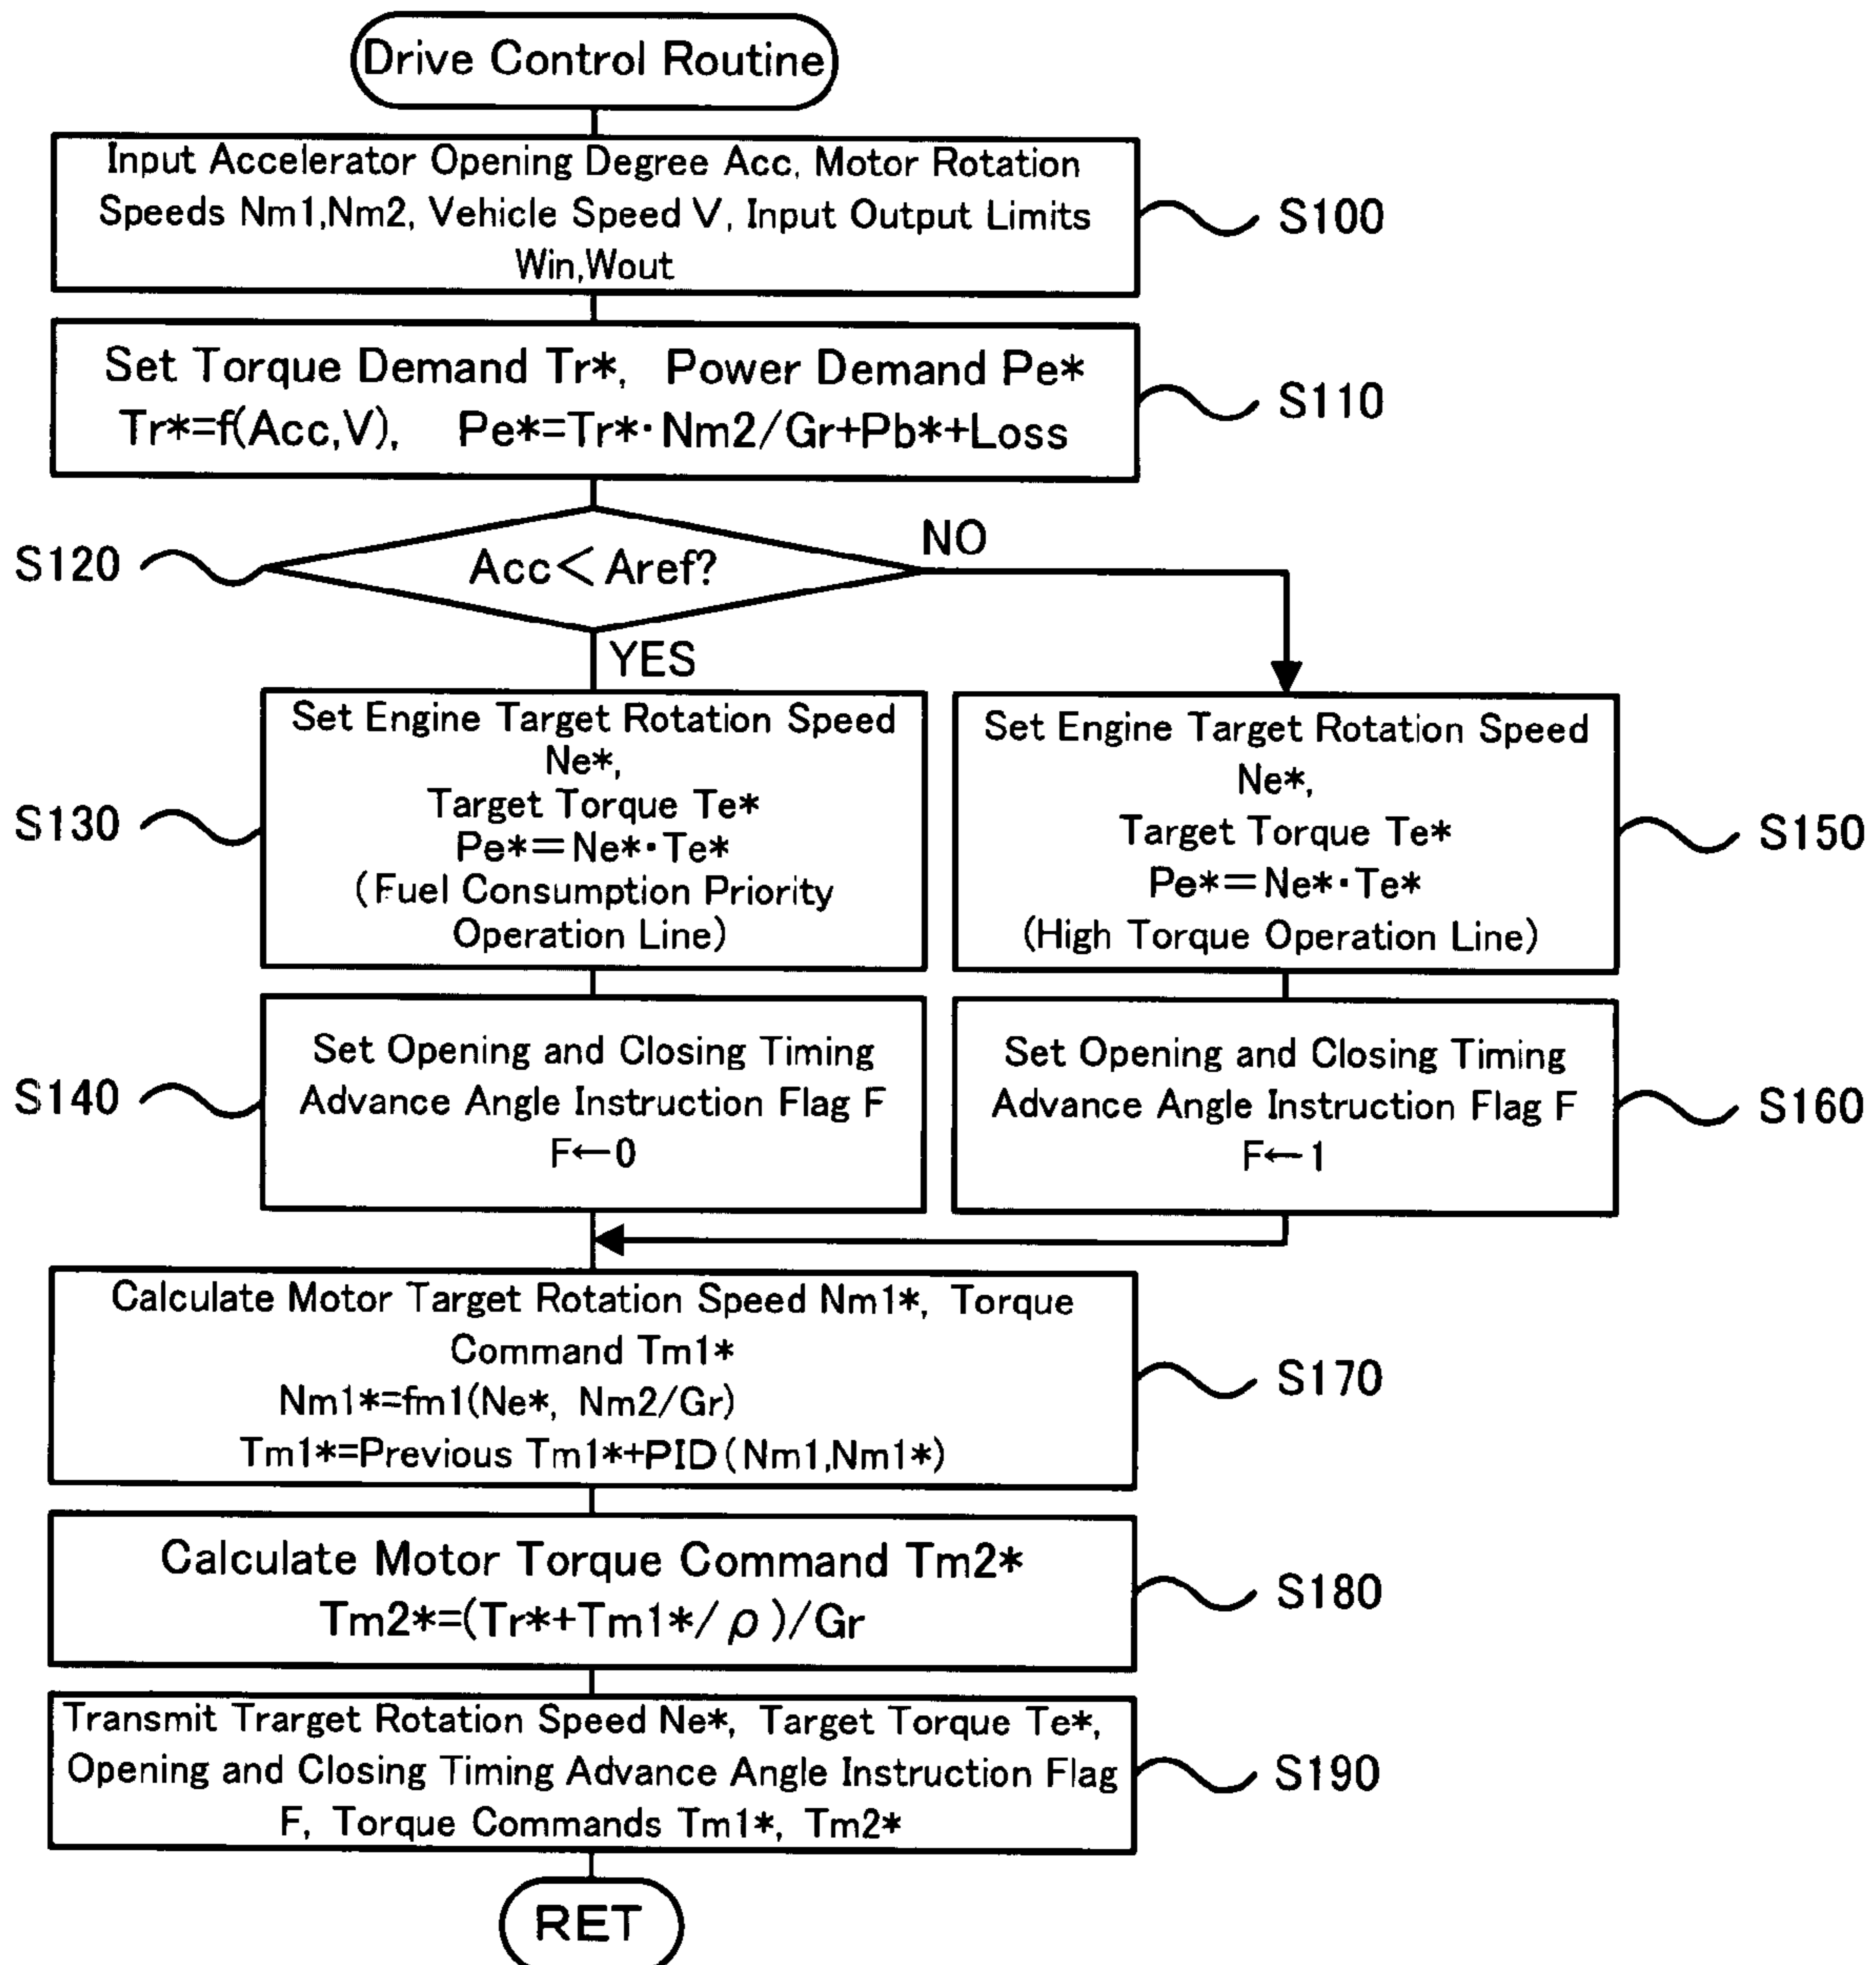 Drive Control Routine
Input Accelerator Opening Degree Acc, Motor Rotation
Speeds Nm1,Nm2, Vehicle Speed V, Input Output Limits
Win,Wout
S100
Set Torque Demand Tr*, Power Demand Pe*
Tr*=f(Acc,V), Pe*=Tr*·Nm2/Gr+Pb*+Loss
S110
S120
Acc<Aref?
NO
YES
Set Engine Target Rotation Speed
Ne*,
Target Torque Te*
Pe*=Ne*·Te*
(Fuel Consumption Priority
Operation Line)
S130
Set Engine Target Rotation Speed
Ne*,
Target Torque Te*
Pe*=Ne*·Te*
(High Torque Operation Line)
S150
Set Opening and Closing Timing
Advance Angle Instruction Flag F
F←0
S140
Set Opening and Closing Timing
Advance Angle Instruction Flag F
F←1
S160
Calculate Motor Target Rotation Speed Nm1*, Torque
Command Tm1*
Nm1*=fm1(Ne*, Nm2/Gr)
Tm1*=Previous Tm1*+PID(Nm1,Nm1*)
S170
Calculate Motor Torque Command Tm2*
Tm2*=(Tr*+Tm1*/ρ)/Gr
S180
Transmit Trarget Rotation Speed Ne*, Target Torque Te*,
Opening and Closing Timing Advance Angle Instruction Flag
F, Torque Commands Tm1*, Tm2*
S190
RET